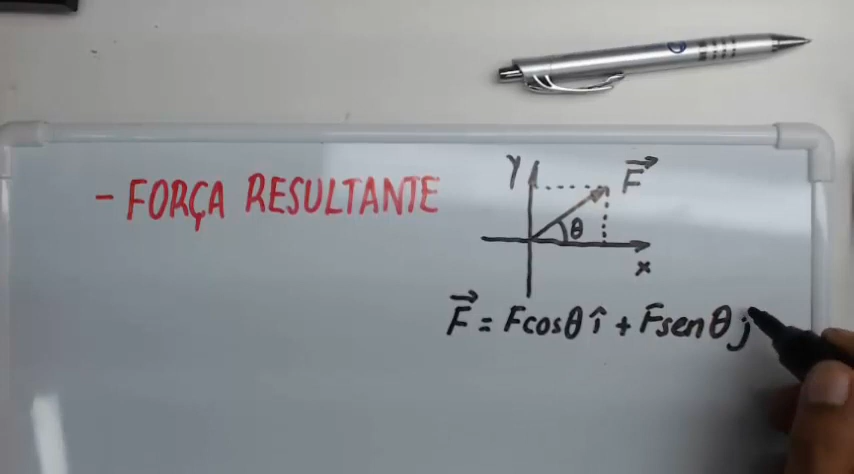 - FORÇA RESULTANTE
Y
F⃗
θ
x
F⃗ = Fcosθ î + Fsenθ j